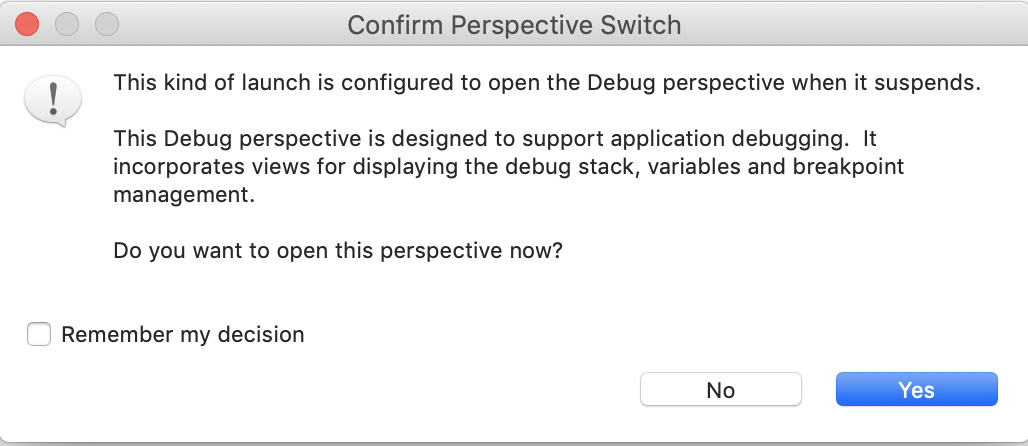 Confirm Perspective Switch
This kind of launch is configured to open the Debug perspective when it suspends.
This Debug perspective is designed to support application debugging.  It
incorporates views for displaying the debug stack, variables and breakpoint
management.
Do you want to open this perspective now?
Remember my decision
No
Yes